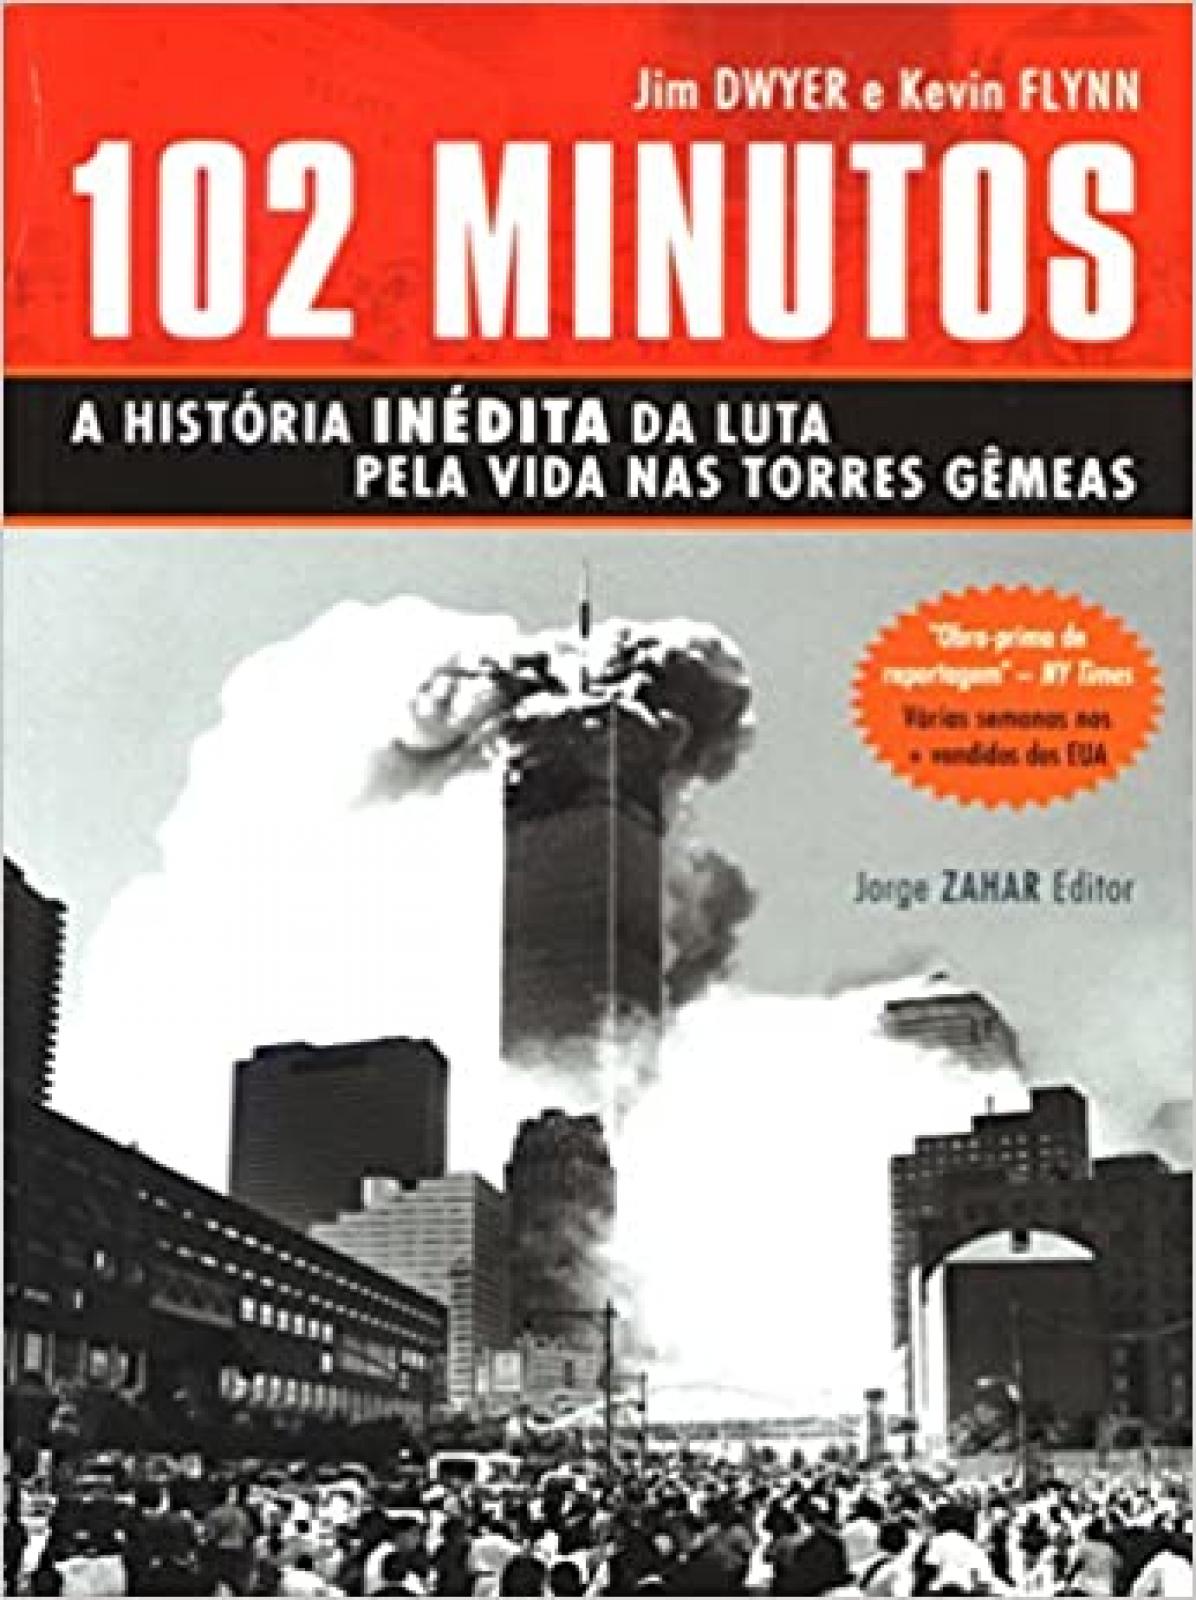 Jim DWYER e Kevin FLYNN
102 MINUTOS
A HISTÓRIA INÉDITA DA LUTA
PELA VIDA NAS TORRES GÊMEAS
"Obra-prima de
reportagem" – NY Times
Várias semanas nos
+ vendidos dos EUA
Jorge ZAHAR Editor